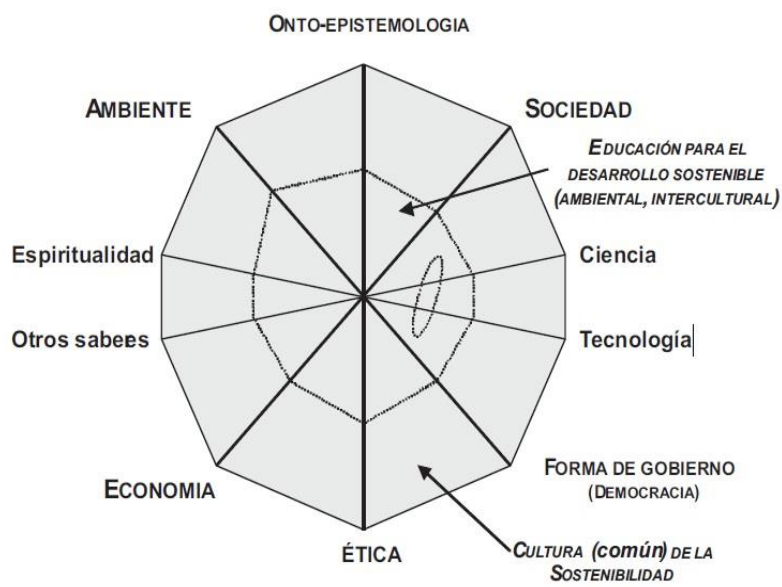 ONTO-EPISTEMOLOGIA
AMBIENTE
SOCIEDAD
EDUCACIÓN PARA EL
DESARROLLO SOSTENIBLE
(AMBIENTAL, INTERCULTURAL)
Espiritualidad
Ciencia
Otros saberes
Tecnología
ECONOMIA
FORMA DE GOBIERNO
(DEMOCRACIA)
ÉTICA
CULTURA (común) DE LA
SOSTENIBILIDAD